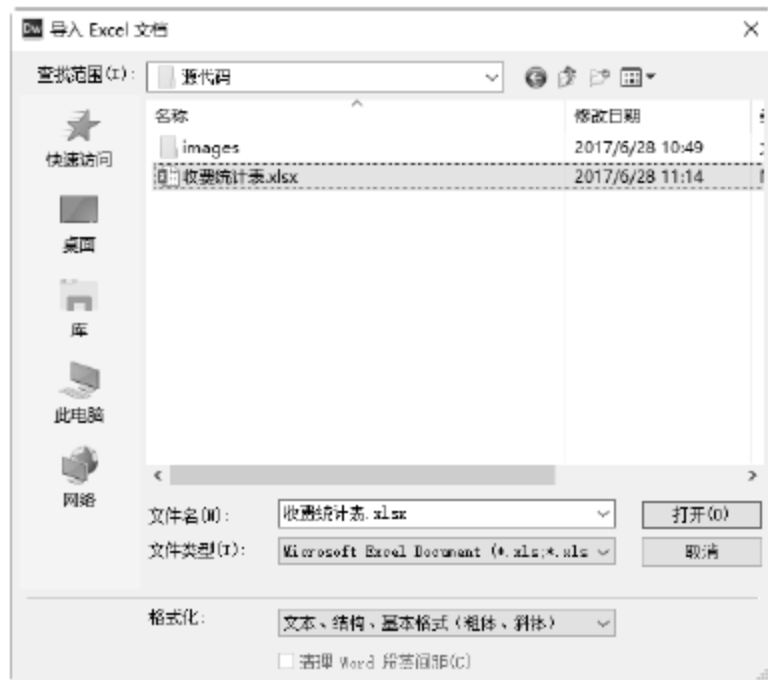 Dw 导入 Excel 文档
查找范围(I): 源代码
名称 修改日期
images 2017/6/28 10:49
收费统计表.xlsx 2017/6/28 11:14
快速访问
桌面
库
此电脑
网络
文件名(N): 收费统计表.xlsx 打开(O)
文件类型(T): Microsoft Excel Document (*.xls;*.xls 取消
格式化: 文本、结构、基本格式（粗体、斜体）
清理 Word 段落间距(C)